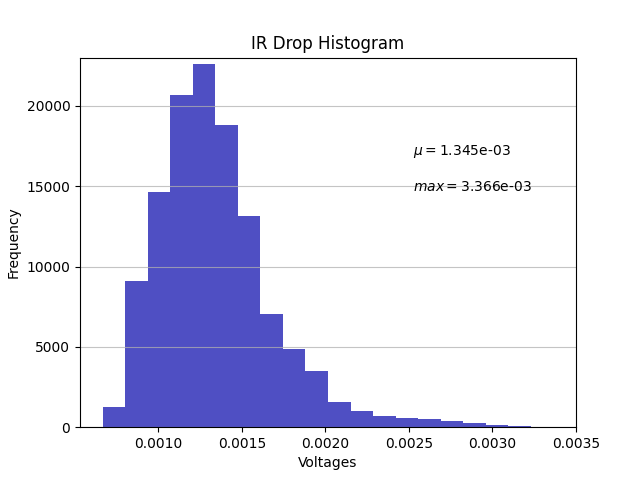 IR Drop Histogram
20000
15000
10000
5000
0
Frequency
μ = 1.345e-03
max = 3.366e-03
0.0010 0.0015 0.0020 0.0025 0.0030 0.0035
Voltages